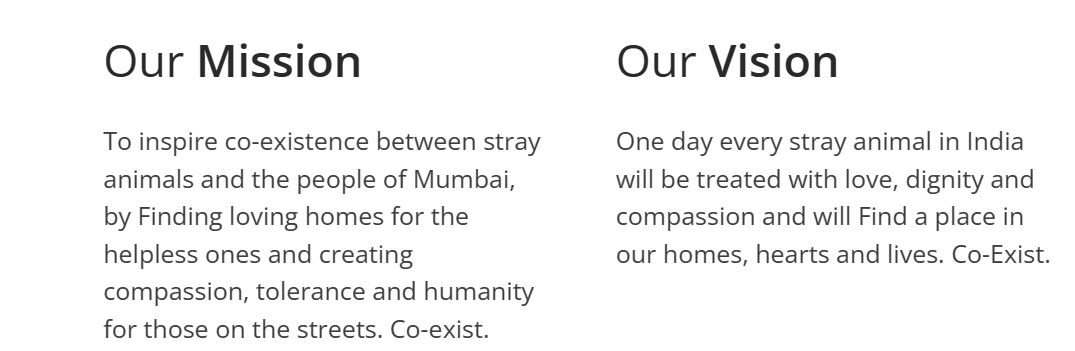 Our Mission
To inspire co-existence between stray
animals and the people of Mumbai,
by Finding loving homes for the
helpless ones and creating
compassion, tolerance and humanity
for those on the streets. Co-exist.
Our Vision
One day every stray animal in India
will be treated with love, dignity and
compassion and will Find a place in
our homes, hearts and lives. Co-Exist.